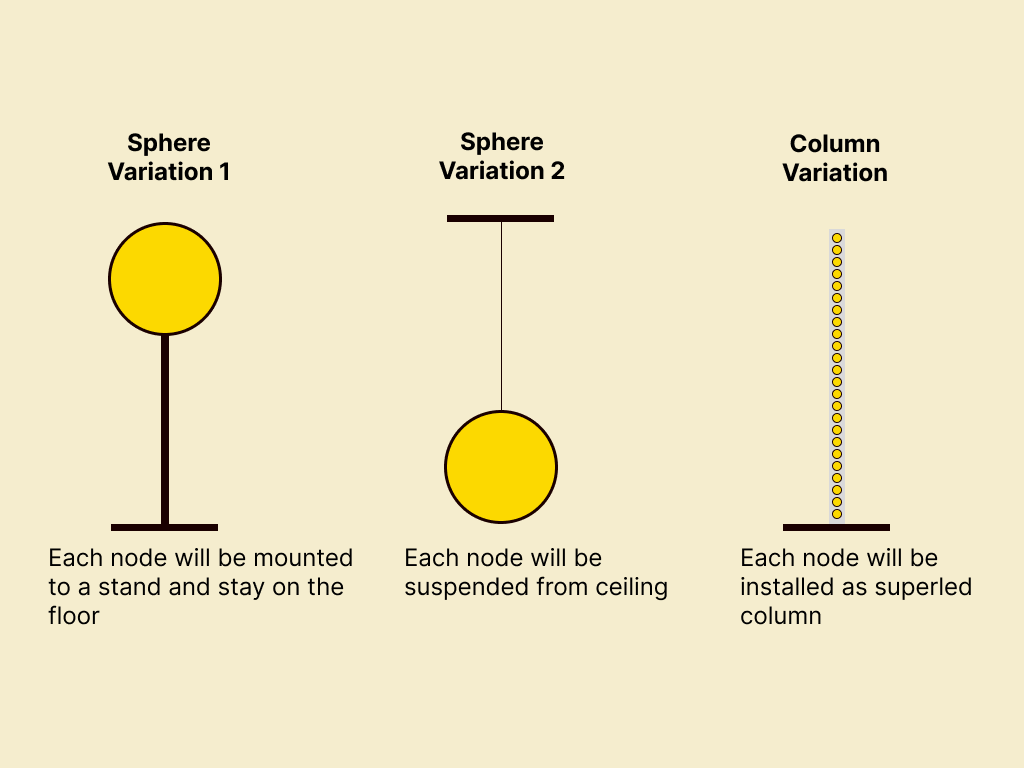 Sphere
Variation 1
Each node will be mounted
to a stand and stay on the
floor
Sphere
Variation 2
Each node will be
suspended from ceiling
Column
Variation
Each node will be
installed as superled
column